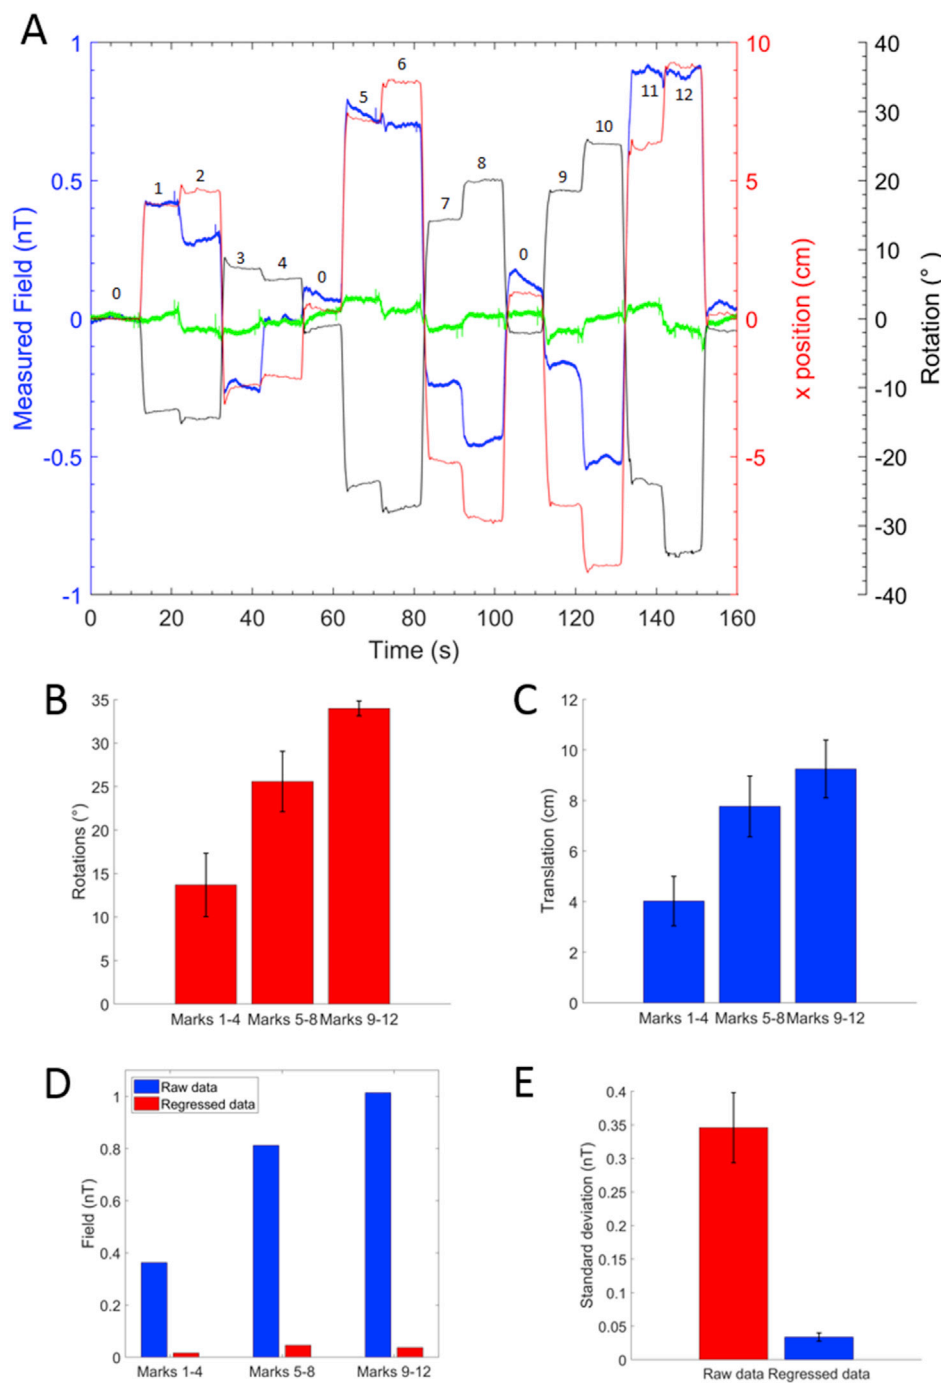 A
Measured Field (nT)
1
0.5
0
-0.5
-1
0 1 2 3 4 0 5 6 7 8 0 9 10 11 12
10
5
0
-5
-10
x position (cm)
40
30
20
10
0
-10
-20
-30
-40
Rotation (°)
0 20 40 60 80 100 120 140 160
Time (s)
B
Rotations (°)
35
30
25
20
15
10
5
0
Marks 1-4 Marks 5-8 Marks 9-12
C
Translation (cm)
12
10
8
6
4
2
0
Marks 1-4 Marks 5-8 Marks 9-12
D
Field (nT)
1
0.8
0.6
0.4
0.2
0
Raw data
Regressed data
Marks 1-4 Marks 5-8 Marks 9-12
E
Standard deviation (nT)
0.4
0.35
0.3
0.25
0.2
0.15
0.1
0.05
0
Raw data Regressed data